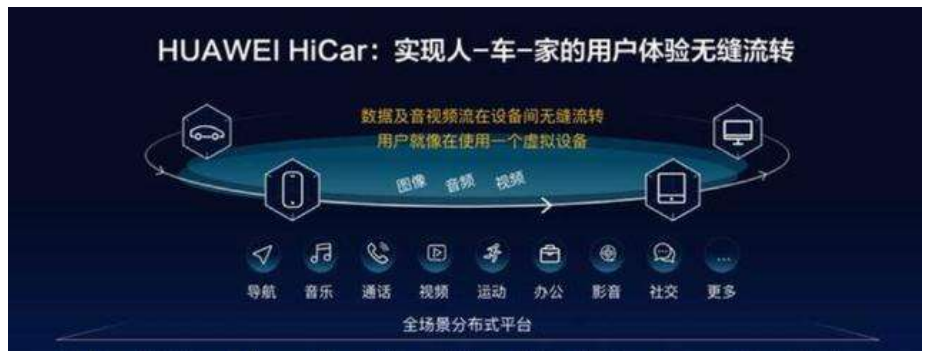 HUAWEI HiCar：实现人-车-家的用户体验无缝流转
数据及音视频流在设备间无缝流转
用户就像在使用一个虚拟设备
图像 音频 视频
导航 音乐 通话 视频 运动 办公 影音 社交 更多
全场景分布式平台